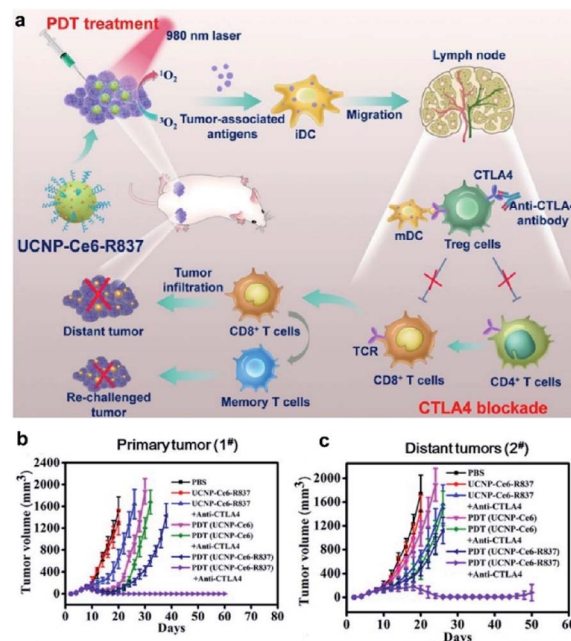 a
PDT treatment
980 nm laser
¹O₂
³O₂
Tumor-associated
antigens
iDC
Migration
Lymph node
UCNP-Ce6-R837
CTLA4
Anti-CTLA4
antibody
mDC
Treg cells
Distant tumor
Tumor
infiltration
CD8⁺ T cells
TCR
CD8⁺ T cells
CD4⁺ T cells
Re-challenged
tumor
Memory T cells
CTLA4 blockade
b
Primary tumor (1#)
Tumor volume (mm³)
2400
2000
1600
1200
800
400
0
0 20 40 60 80
Days
PBS
UCNP-Ce6-R837
UCNP-Ce6-R837
+Anti-CTLA4
PDT (UCNP-Ce6)
PDT (UCNP-Ce6)
+Anti-CTLA4
PDT (UCNP-Ce6-R837)
PDT (UCNP-Ce6-R837)
+Anti-CTLA4
c
Distant tumors (2#)
Tumor volume (mm³)
2000
1600
1200
800
400
0
0 10 20 30 40 50
Days
PBS
UCNP-Ce6-R837
UCNP-Ce6-R837
+Anti-CTLA4
PDT (UCNP-Ce6)
PDT (UCNP-Ce6)
+Anti-CTLA4
PDT (UCNP-Ce6-R837)
PDT (UCNP-Ce6-R837)
+Anti-CTLA4